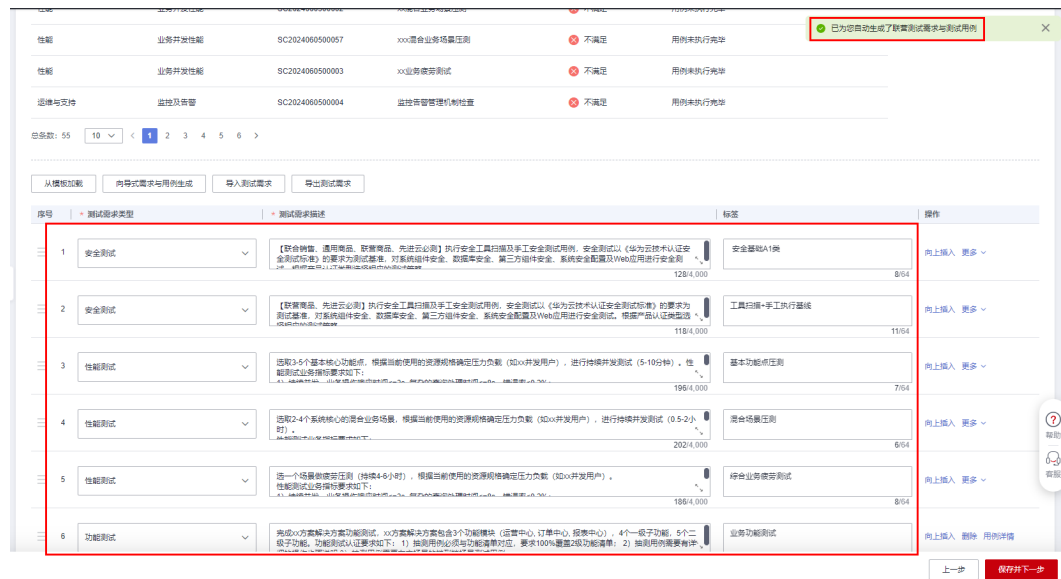 已为您自动生成了联营测试需求与测试用例
性能 业务并发性能 SC2024060500057 xxx混合业务场景压测 不满足 用例未执行完毕
性能 业务并发性能 SC2024060500003 xx业务疲劳测试 不满足 用例未执行完毕
运维与支持 监控及告警 SC2024060500004 监控告警管理机制检查 不满足 用例未执行完毕
总条数: 55 10 1 2 3 4 5 6
从模板加载 向导式需求与用例生成 导入测试需求 导出测试需求
序号 * 测试需求类型 * 测试需求描述 标签 操作
1 安全测试 【联合销售、通用商品、联营商品、先进云必测】执行安全工具扫描及手工安全测试用例，安全测试以《华为云技术认证安 安全基础A1类 向上插入 更多
全测试标准》的要求为测试基准，对系统组件安全、数据库安全、第三方组件安全、系统安全配置及Web应用进行安全测
128/4,000 8/64
2 安全测试 【联营商品、先进云必测】执行安全工具扫描及手工安全测试用例，安全测试以《华为云技术认证安全测试标准》的要求为 工具扫描+手工执行基线 向上插入 更多
测试基准，对系统组件安全、数据库安全、第三方组件安全、系统安全配置及Web应用进行安全测试。根据产品认证类型选
118/4,000 11/64
3 性能测试 选取3-5个基本核心功能点，根据当前使用的资源规格确定压力负载（如xx并发用户），进行持续并发测试（5-10分钟）。性 基本功能点压测 向上插入 更多
能测试业务指标要求如下：
196/4,000 7/64
4 性能测试 选取2-4个系统核心的混合业务场景，根据当前使用的资源规格确定压力负载（如xx并发用户），进行持续并发测试（0.5-2小 混合场景压测 向上插入 更多
时）。
202/4,000 6/64
5 性能测试 选一个场景做疲劳压测（持续4-6小时），根据当前使用的资源规格确定压力负载（如xx并发用户）。 综合业务疲劳测试 向上插入 更多
性能测试业务指标要求如下：
186/4,000 8/64
6 功能测试 完成xx方案解决方案功能测试，xx方案解决方案包含3个功能模块（运营中心, 订单中心, 报表中心），4个一级子功能，5个二 业务功能测试 向上插入 删除 用例详情
级子功能。功能测试认证要求如下： 1）抽测用例必须与功能清单对应，要求100%覆盖2级功能清单； 2）抽测用例需要有详
帮助
客服
上一步 保存并下一步